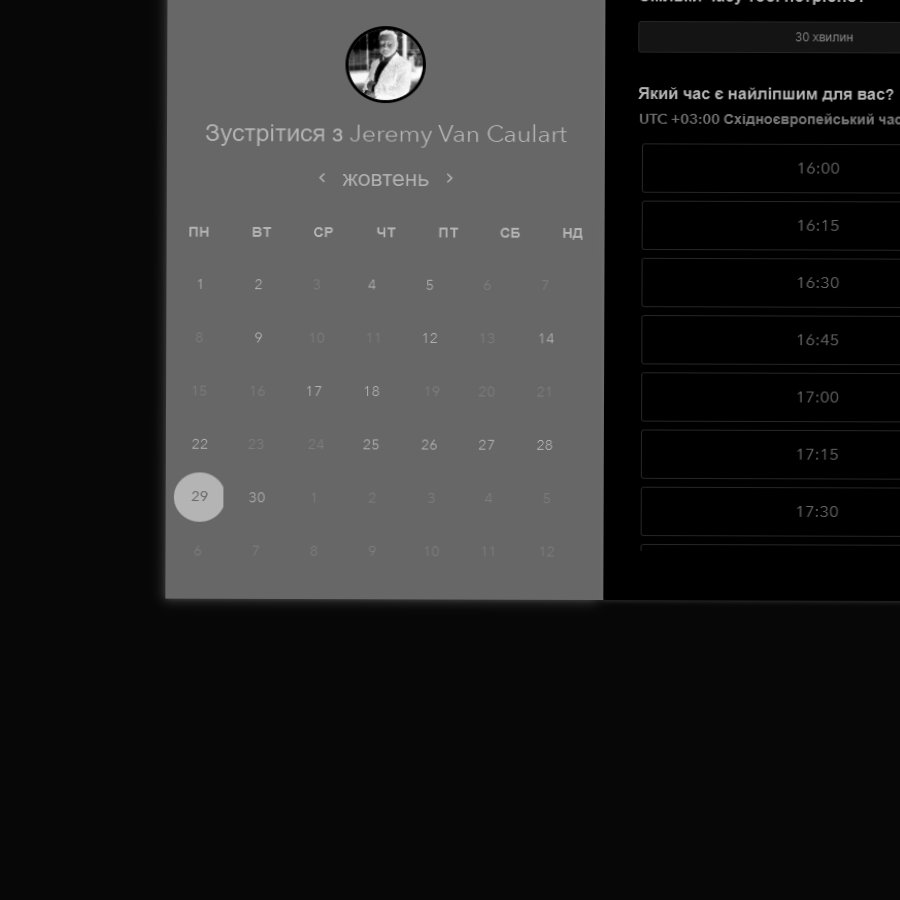 Зустрітися з Jeremy Van Caulart
жовтень
ПН ВТ СР ЧТ ПТ СБ НД
1 2 3 4 5 6 7
8 9 10 11 12 13 14
15 16 17 18 19 20 21
22 23 24 25 26 27 28
29 30 1 2 3 4 5
6 7 8 9 10 11 12
30 хвилин
Який час є найліпшим для вас?
UTC +03:00 Східноєвропейський час
16:00
16:15
16:30
16:45
17:00
17:15
17:30